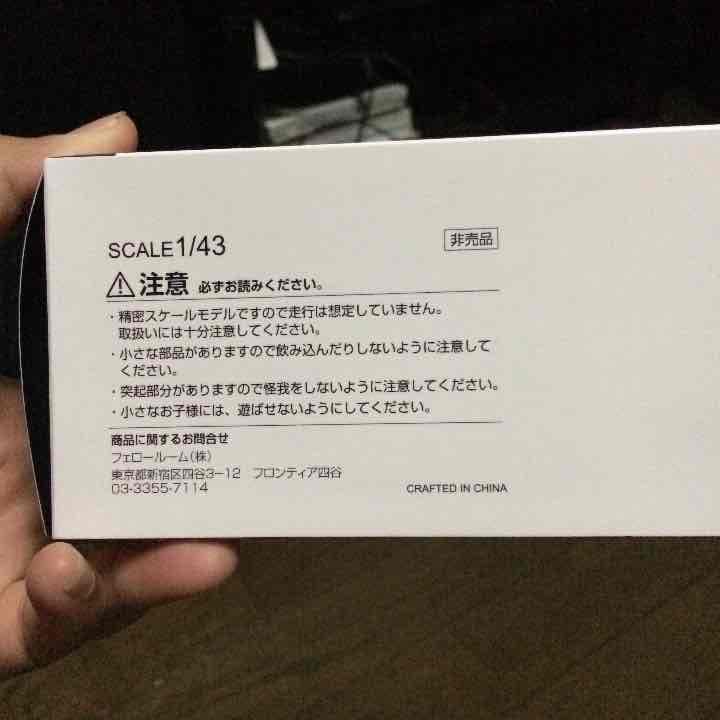 SCALE1/43
非売品
注意 必ずお読みください。
・精密スケールモデルですので走行は想定していません。
取扱いには十分注意してください。
・小さな部品がありますので飲み込んだりしないように注意して
ください。
・突起部分がありますので怪我をしないように注意してください。
・小さなお子様には、遊ばせないようにしてください。
商品に関するお問合せ
フェロールーム(株)
東京都新宿区四谷3−12 フロンティア四谷
03-3355-7114
CRAFTED IN CHINA